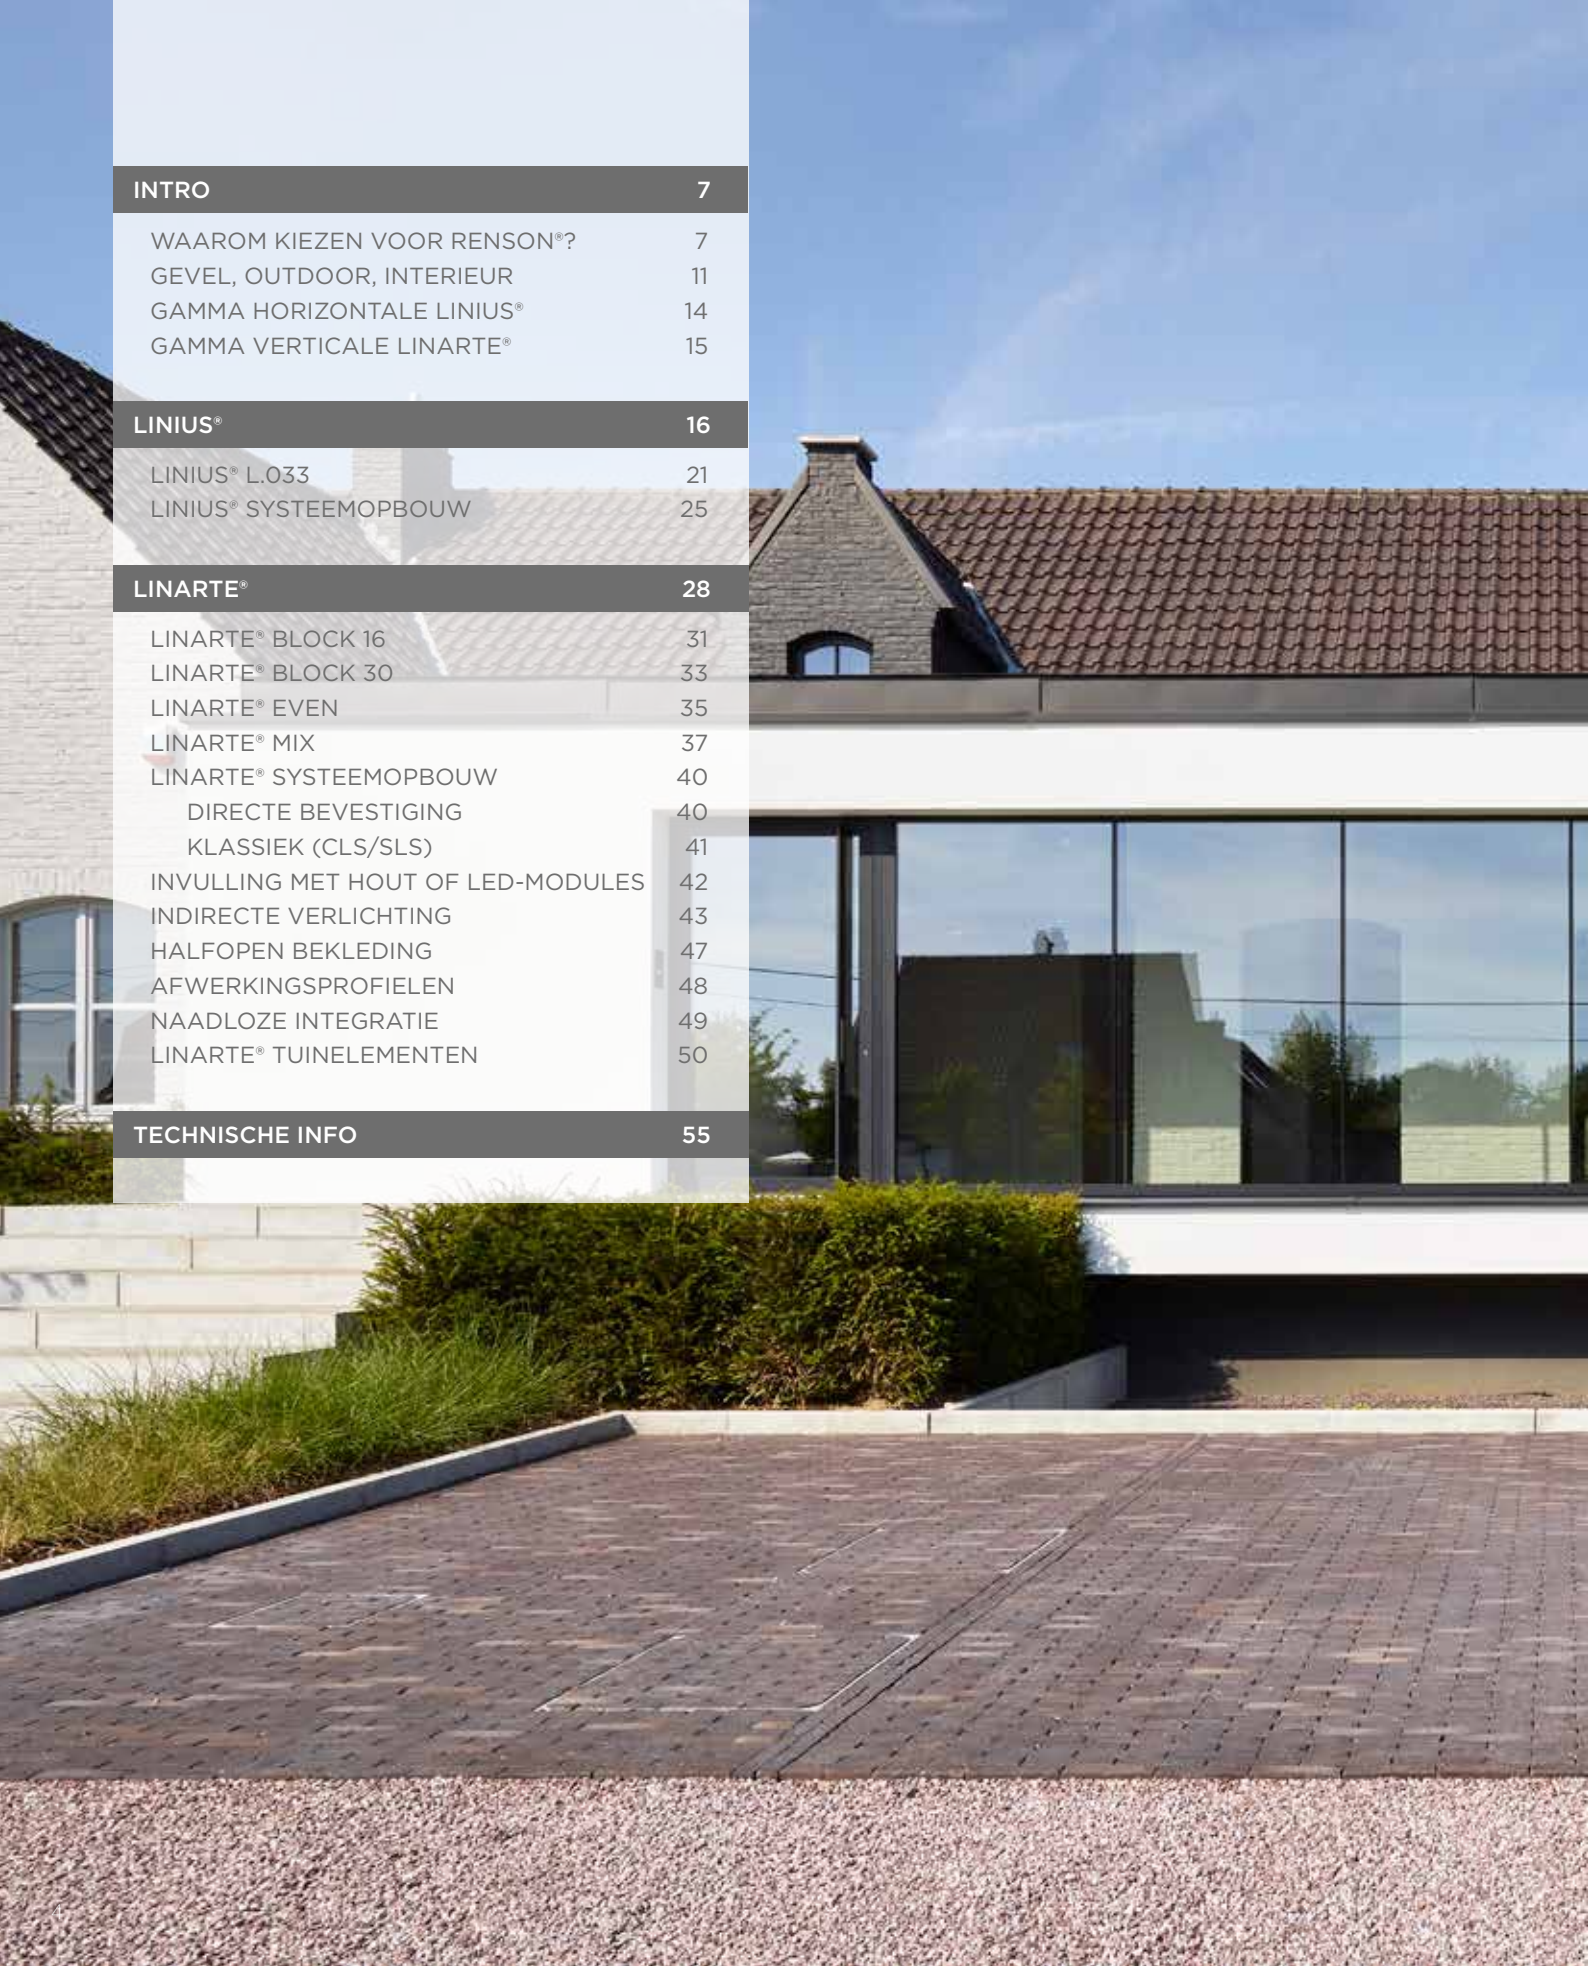 INTRO 7
WAAROM KIEZEN VOOR RENSON®? 7
GEVEL, OUTDOOR, INTERIEUR 11
GAMMA HORIZONTALE LINIUS® 14
GAMMA VERTICALE LINARTE® 15
LINIUS® 16
LINIUS® L.033 21
LINIUS® SYSTEEMOPBOUW 25
LINARTE® 28
LINARTE® BLOCK 16 31
LINARTE® BLOCK 30 33
LINARTE® EVEN 35
LINARTE® MIX 37
LINARTE® SYSTEEMOPBOUW 40
DIRECTE BEVESTIGING 40
KLASSIEK (CLS/SLS) 41
INVULLING MET HOUT OF LED-MODULES 42
INDIRECTE VERLICHTING 43
HALFOPEN BEKLEDING 47
AFWERKINGSPROFIELEN 48
NAADLOZE INTEGRATIE 49
LINARTE® TUINELEMENTEN 50
TECHNISCHE INFO 55
4